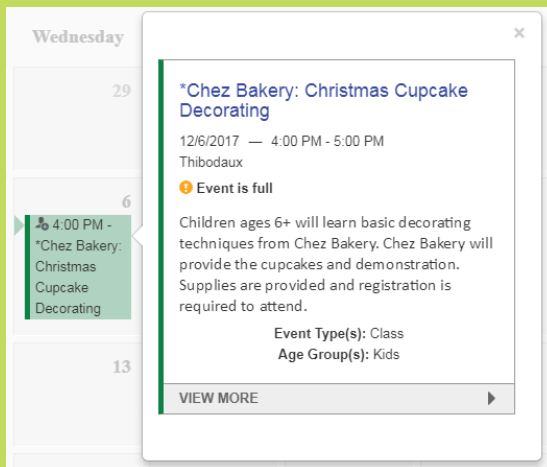 Wednesday
×
29
*Chez Bakery: Christmas Cupcake
Decorating
12/6/2017 — 4:00 PM - 5:00 PM
Thibodaux
Event is full
6
4:00 PM -
*Chez Bakery:
Christmas
Cupcake
Decorating
Children ages 6+ will learn basic decorating
techniques from Chez Bakery. Chez Bakery will
provide the cupcakes and demonstration.
Supplies are provided and registration is
required to attend.
Event Type(s): Class
Age Group(s): Kids
13
VIEW MORE